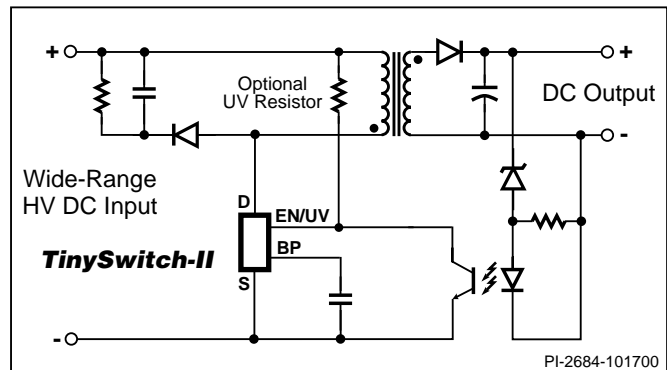 +
+
Optional
UV Resistor
DC Output
-
Wide-Range
HV DC Input
D
EN/UV
BP
TinySwitch-II
S
-
PI-2684-101700